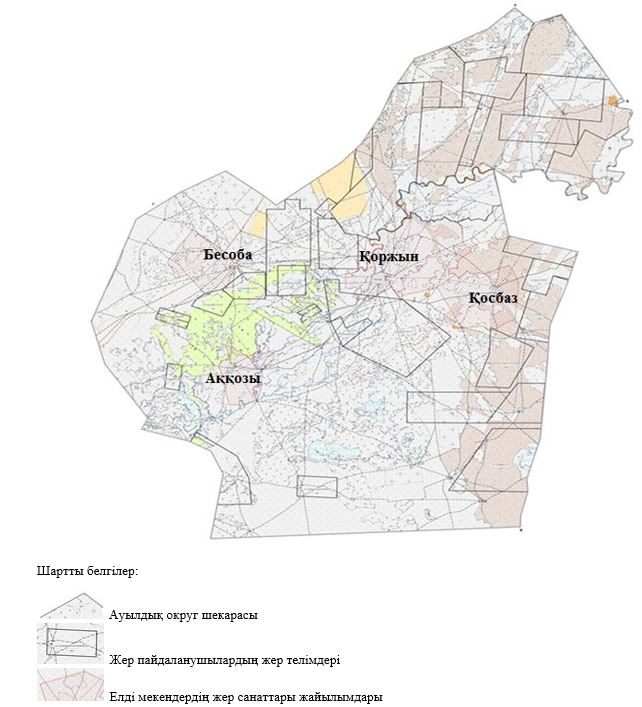 Бесоба
Қоржын
Қосбаз
Аққозы
Шартты белгілер:
Ауылдық округ шекарасы
Жер пайдаланушылардың жер телімдері
Елді мекендердің жер санаттары жайылымдары